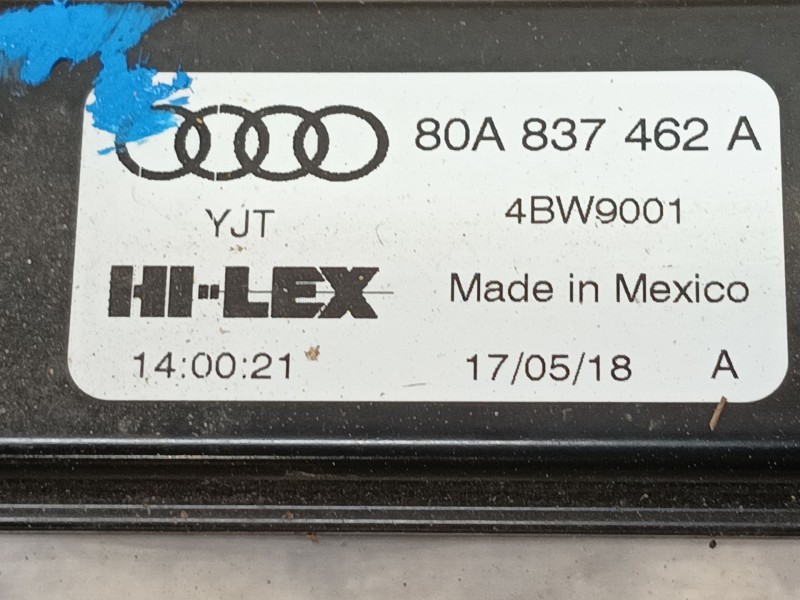 80A 837 462 A
YJT 4BW9001
HI-LEX Made in Mexico
14:00:21 17/05/18 A